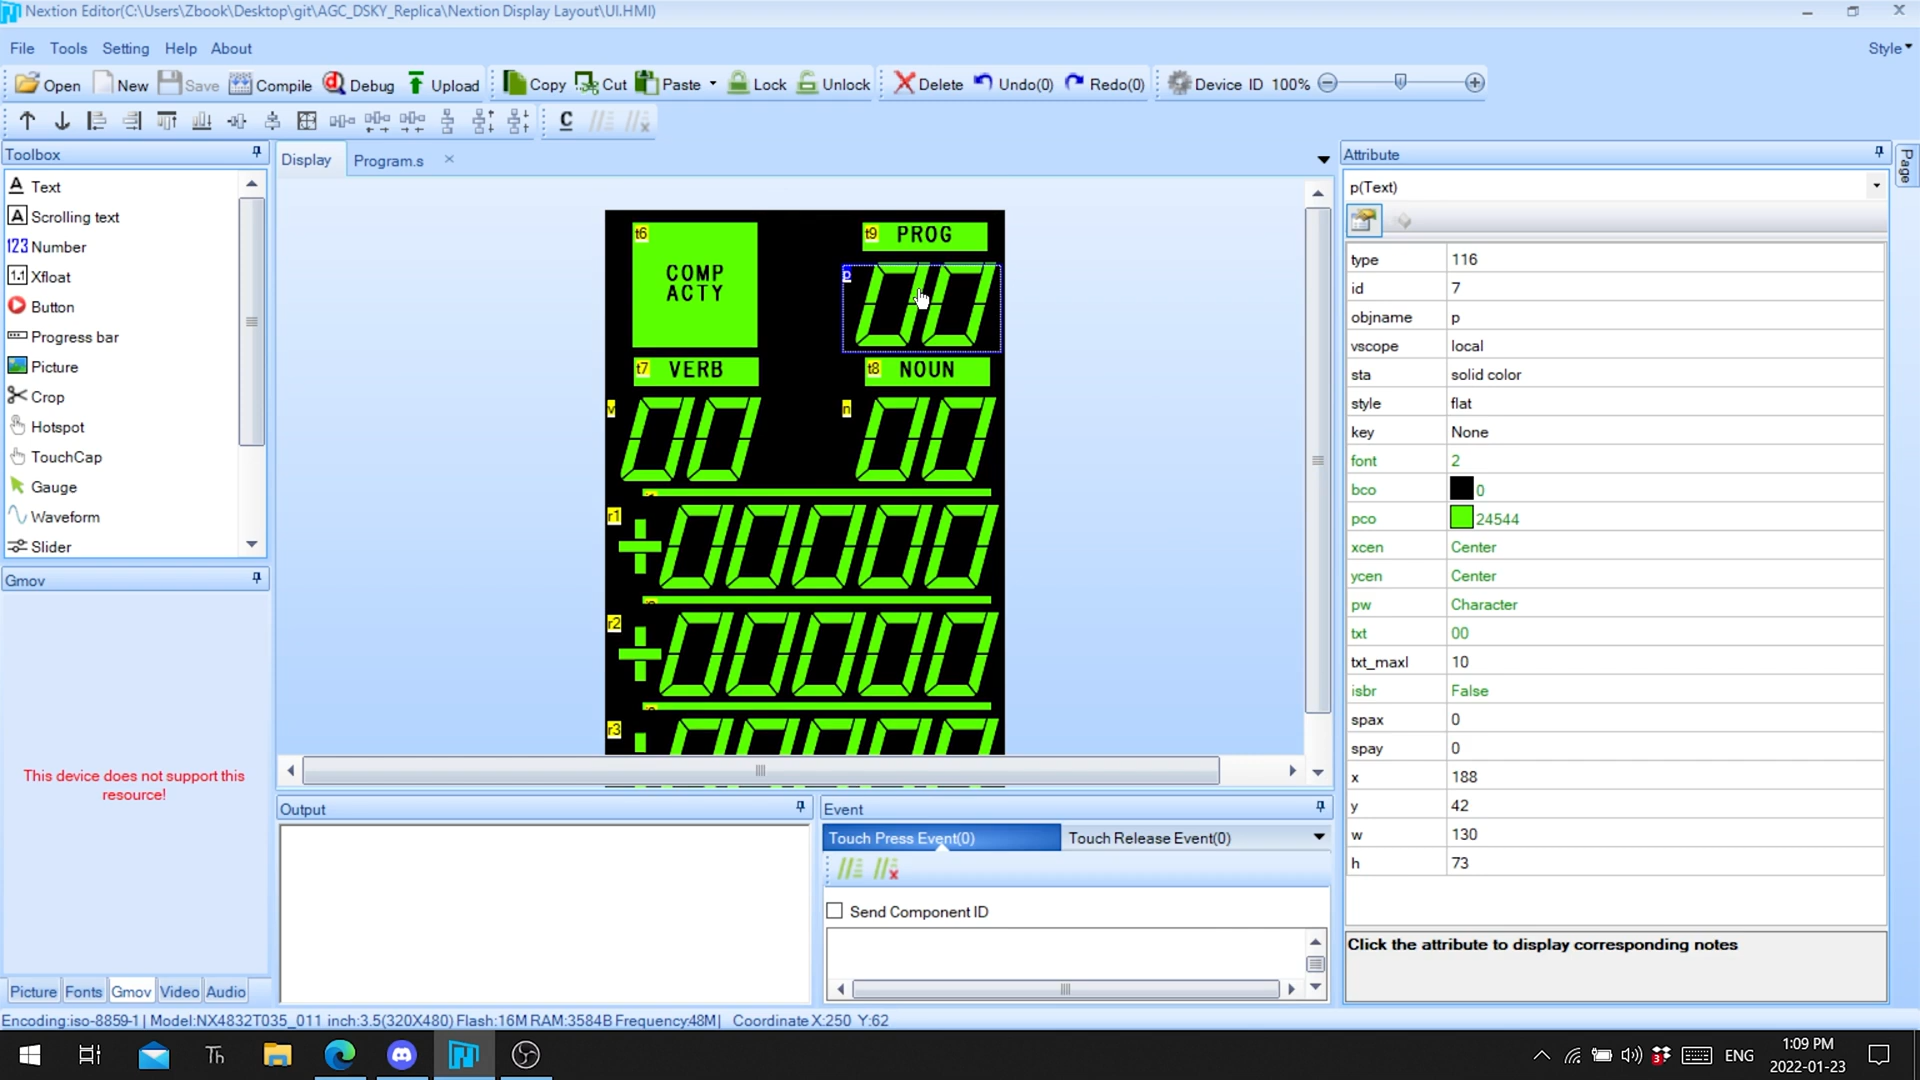 Nextion Editor(C:\Users\Zbook\Desktop\git\AGC_DSKY_Replica\Nextion Display Layout\UI.HMI)
File Tools Setting Help About
Style
Open New Save Compile Debug Upload Copy Cut Paste Lock Unlock Delete Undo(0) Redo(0) Device ID 100%
Toolbox
Display
Program.s
Attribute
Page
A Text
A Scrolling text
123 Number
1.1 Xfloat
Button
Progress bar
Picture
Crop
Hotspot
TouchCap
Gauge
Waveform
Slider
Gmov
This device does not support this
resource!
Picture Fonts Gmov Video Audio
t6
COMP
ACTY
t9 PROG
p 00
t7 VERB
t8 NOUN
v 00
n 00
r1 +00000
r2 +00000
r3
Output
Event
Touch Press Event(0)
Touch Release Event(0)
Send Component ID
p(Text)
type 116
id 7
objname p
vscope local
sta solid color
style flat
key None
font 2
bco 0
pco 24544
xcen Center
ycen Center
pw Character
txt 00
txt_maxl 10
isbr False
spax 0
spay 0
x 188
y 42
w 130
h 73
Click the attribute to display corresponding notes
Encoding:iso-8859-1 | Model:NX4832T035_011 inch:3.5(320X480) Flash:16M RAM:3584B Frequency:48M | Coordinate X:250 Y:62
Th
3
ENG
1:09 PM
2022-01-23